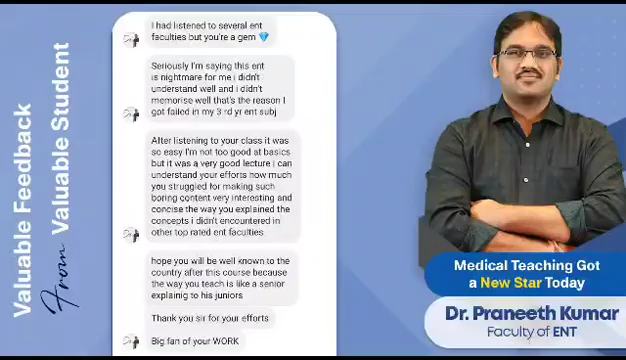 Valuable Feedback
From Valuable Student
I had listened to several ent
faculties but you're a gem 💎
Seriously I'm saying this ent
is nightmare for me i didn't
understand well and i didn't
memorise well that's the reason I
got failed in my 3 rd yr ent subj
After listening to your class it was
so easy I'm not too good at basics
but it was a very good lecture i can
understand your efforts how much
you struggled for making such
boring content very interesting and
concise the way you explained the
concepts i didn't encountered in
other top rated ent faculties
hope you will be well known to the
country after this course because
the way you teach is like a senior
explainig to his juniors
Thank you sir for your efforts
Big fan of your WORK
Medical Teaching Got
a New Star Today
Dr. Praneeth Kumar
Faculty of ENT